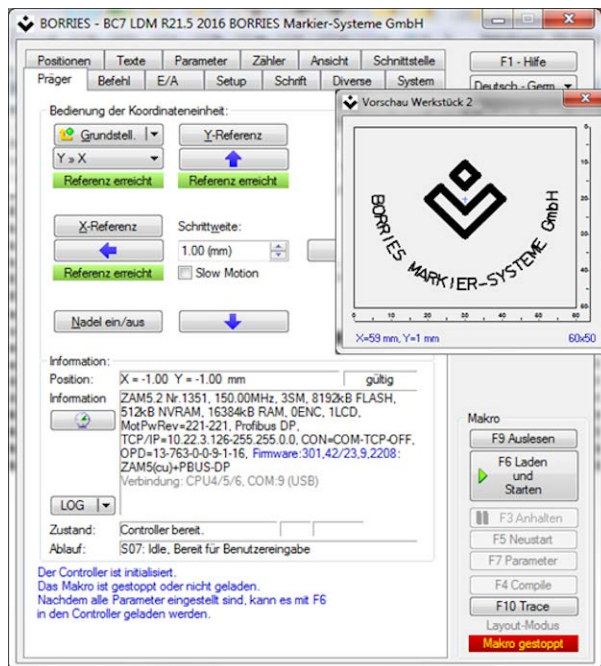 BORRIES - BC7 LDM R21.5 2016 BORRIES Markier-Systeme GmbH
Positionen Texte Parameter Zähler Ansicht Schnittstelle
Präger Befehl E/A Setup Schrift Diverse System
F1 - Hilfe
Deutsch - Germ
Bedienung der Koordinateneinheit:
Grundstell. Y-Referenz
Y » X
Referenz erreicht Referenz erreicht
X-Referenz Schrittweite:
1.00 (mm)
Referenz erreicht Slow Motion
Nadel ein/aus
Vorschau Werkstück 2
BORRIES MARKIER-SYSTEME GmbH
0 10 20 30 40 50 60
X=59 mm, Y=1 mm 60x50
Information:
Position: X = -1.00 Y = -1.00 mm gültig
Information ZAM5.2 Nr.1351, 150.00MHz, 3SM, 8192kB FLASH,
512kB NVRAM, 16384kB RAM, 0ENC, 1LCD,
MotPwRev=221-221, Profibus DP,
TCP/IP=10.22.3.126-255.255.0.0, CON=COM-TCP-OFF,
OPD=13-763-0-0-9-1-16, Firmware:301,42/23,9,2208:
ZAM5(cu)+PBUS-DP
Verbindung: CPU4/5/6, COM:9 (USB)
LOG
Zustand: Controller bereit.
Ablauf: S07: Idle, Bereit für Benutzereingabe
Der Controller ist initialisiert.
Das Makro ist gestoppt oder nicht geladen.
Nachdem alle Parameter eingestellt sind, kann es mit F6
in den Controller geladen werden.
Makro
F9 Auslesen
F6 Laden
und
Starten
F3 Anhalten
F5 Neustart
F7 Parameter
F4 Compile
F10 Trace
Layout-Modus
Makro gestoppt